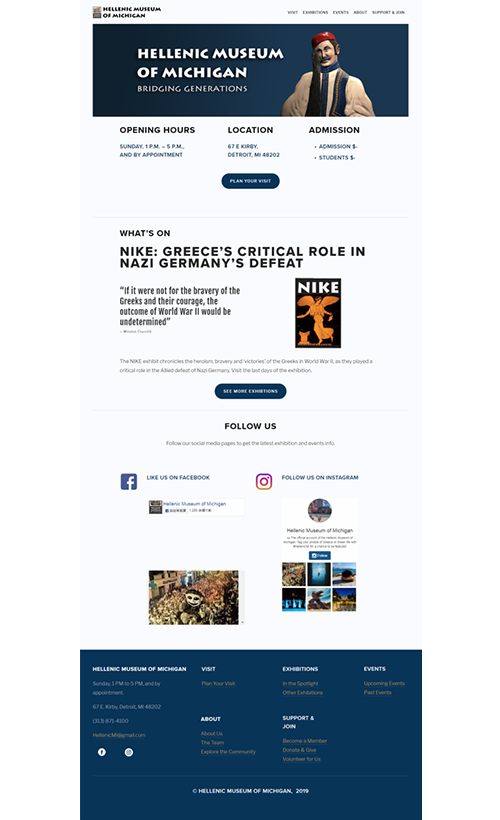 HELLENIC MUSEUM
OF MICHIGAN
VISIT EXHIBITIONS EVENTS ABOUT SUPPORT & JOIN
HELLENIC MUSEUM
OF MICHIGAN
BRIDGING GENERATIONS
OPENING HOURS
SUNDAY, 1 P.M. – 5 P.M.,
AND BY APPOINTMENT
LOCATION
67 E KIRBY,
DETROIT, MI 48202
ADMISSION
• ADMISSION $-
• STUDENTS $-
PLAN YOUR VISIT
WHAT'S ON
NIKE: GREECE'S CRITICAL ROLE IN
NAZI GERMANY'S DEFEAT
“If it were not for the bravery of the
Greeks and their courage, the
outcome of World War II would be
undetermined”
– Winston Churchill
NIKE
The NIKE exhibit chronicles the heroism, bravery and 'victories' of the Greeks in World War II, as they played a
critical role in the Allied defeat of Nazi Germany. Visit the last days of the exhibition.
SEE MORE EXHIBTIONS
FOLLOW US
Follow our social media pages to get the latest exhibition and events info.
LIKE US ON FACEBOOK
Hellenic Museum of Michigan
FOLLOW US ON INSTAGRAM
Hellenic Museum of Michigan
Follow
HELLENIC MUSEUM OF MICHIGAN
Sunday, 1 PM to 5 PM, and by
appointment.
67 E. Kirby, Detroit, MI 48202
(313) 871-4100
HellenicMI@gmail.com
VISIT
Plan Your Visit
ABOUT
About Us
The Team
Explore the Community
EXHIBITIONS
In the Spotlight
Other Exhibitions
SUPPORT &
JOIN
Become a Member
Donate & Give
Volunteer for Us
EVENTS
Upcoming Events
Past Events
© HELLENIC MUSEUM OF MICHIGAN, 2019